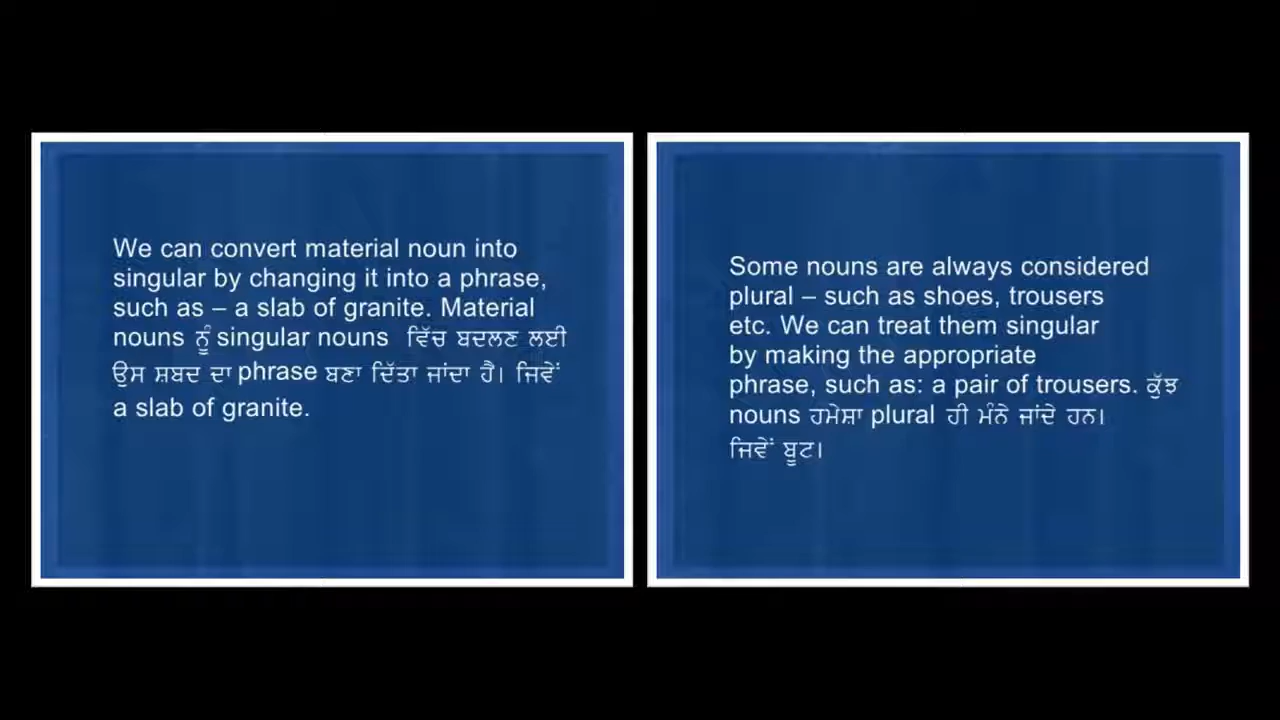 We can convert material noun into
singular by changing it into a phrase,
such as – a slab of granite. Material
nouns ਨੂੰ singular nouns ਵਿੱਚ ਬਦਲਣ ਲਈ
ਉਸ ਸ਼ਬਦ ਦਾ phrase ਬਣਾ ਦਿੱਤਾ ਜਾਂਦਾ ਹੈ। ਜਿਵੇਂ
a slab of granite.
Some nouns are always considered
plural – such as shoes, trousers
etc. We can treat them singular
by making the appropriate
phrase, such as: a pair of trousers. ਕੁੱਝ
nouns ਹਮੇਸ਼ਾ plural ਹੀ ਮੰਨੇ ਜਾਂਦੇ ਹਨ।
ਜਿਵੇਂ ਬੂਟ।